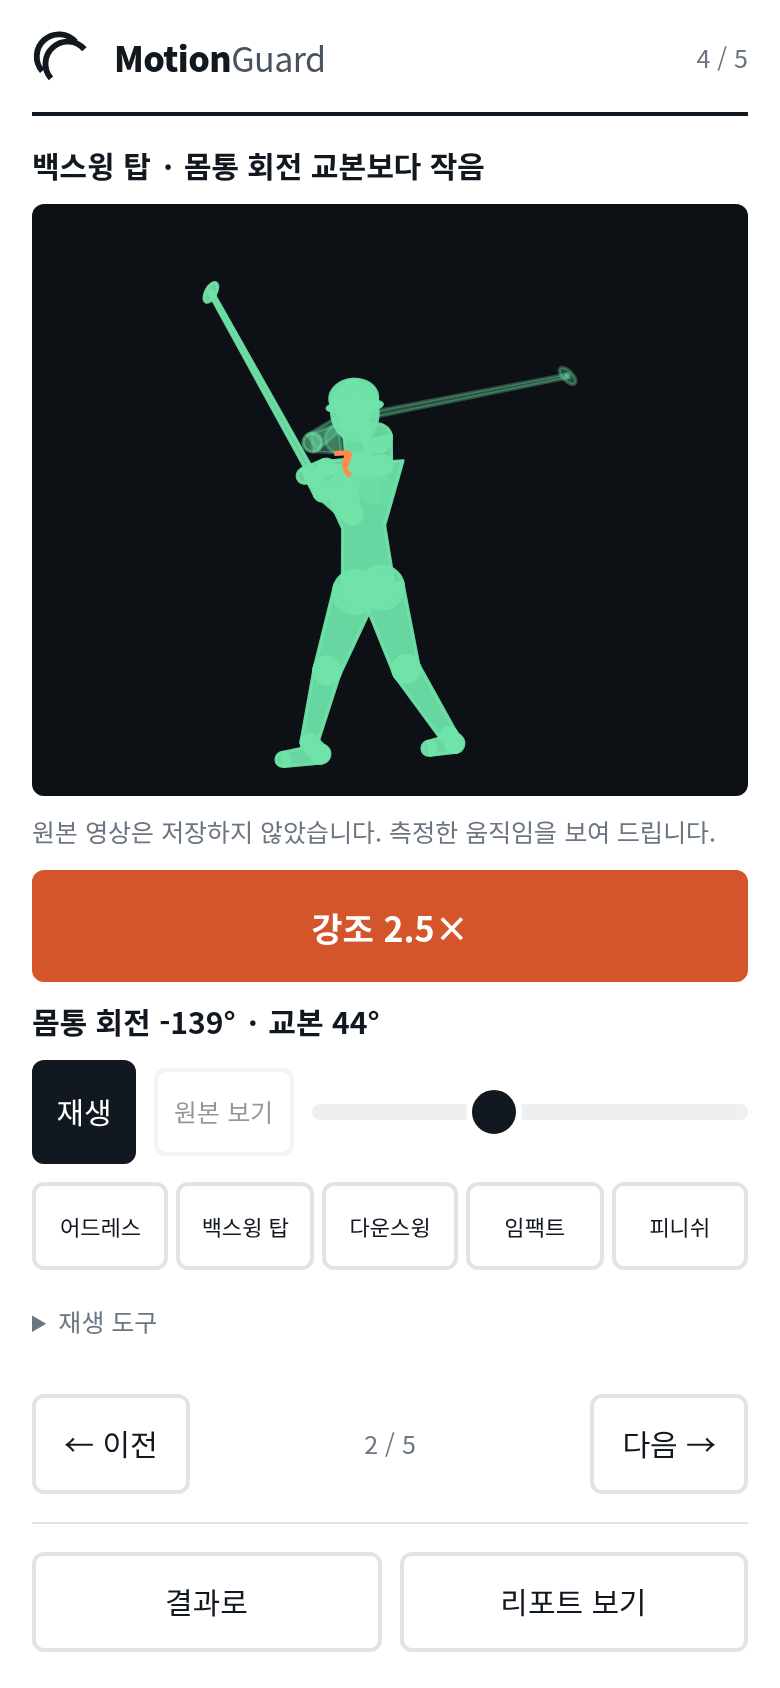 MotionGuard
4 / 5
백스윙 탑 · 몸통 회전 교본보다 작음
원본 영상은 저장하지 않았습니다. 측정한 움직임을 보여 드립니다.
강조 2.5×
몸통 회전 -139° · 교본 44°
재생
원본 보기
어드레스
백스윙 탑
다운스윙
임팩트
피니쉬
▶ 재생 도구
← 이전
2 / 5
다음 →
결과로
리포트 보기